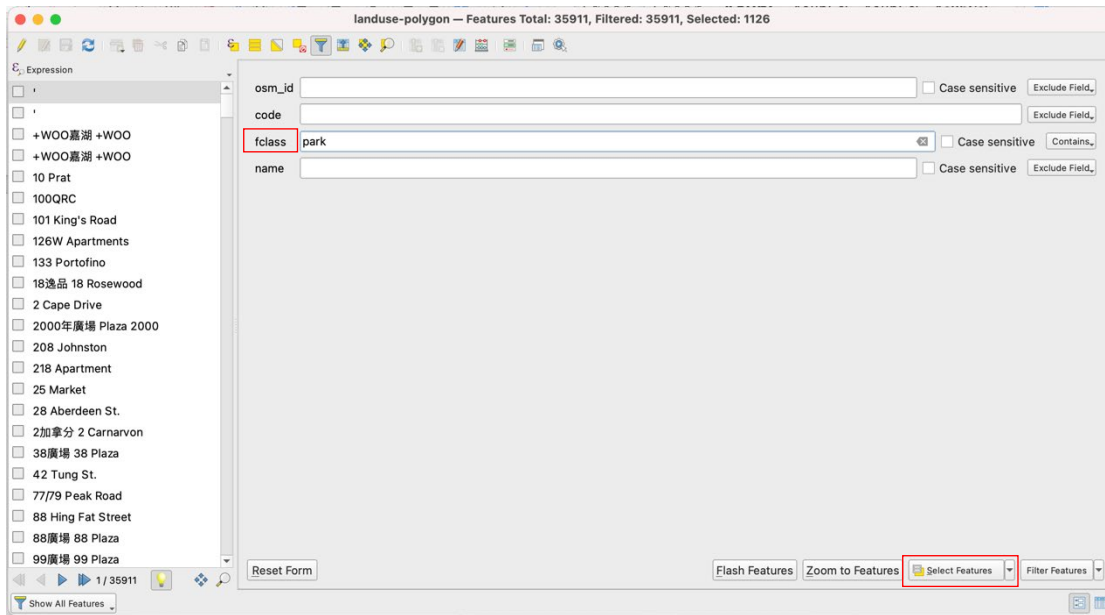 landuse-polygon — Features Total: 35911, Filtered: 35911, Selected: 1126
Expression
'
'
+WOO嘉湖 +WOO
+WOO嘉湖 +WOO
10 Prat
100QRC
101 King's Road
126W Apartments
133 Portofino
18逸品 18 Rosewood
2 Cape Drive
2000年廣場 Plaza 2000
208 Johnston
218 Apartment
25 Market
28 Aberdeen St.
2加拿分 2 Carnarvon
38廣場 38 Plaza
42 Tung St.
77/79 Peak Road
88 Hing Fat Street
88廣場 88 Plaza
99廣場 99 Plaza
1 / 35911
Show All Features
osm_id Case sensitive Exclude Field
code Exclude Field
fclass park Case sensitive Contains
name Case sensitive Exclude Field
Reset Form Flash Features Zoom to Features Select Features Filter Features